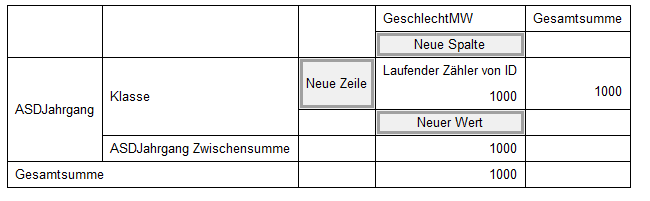 GeschlechtMW Gesamtsumme
Neue Spalte
ASDJahrgang Klasse Neue Zeile Laufender Zähler von ID
1000 1000
Neuer Wert
ASDJahrgang Zwischensumme 1000
Gesamtsumme 1000